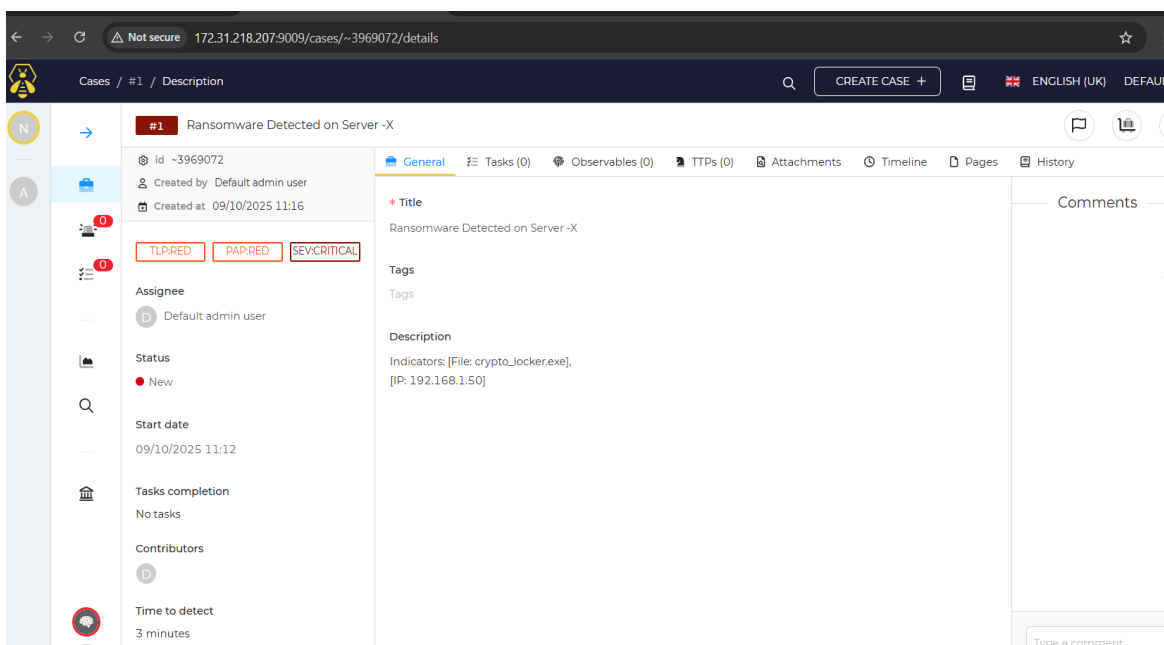 Not secure 172.31.218.207:9009/cases/~3969072/details
Cases / #1 / Description
CREATE CASE +
ENGLISH (UK)
N
#1 Ransomware Detected on Server -X
A
id ~3969072
Created by Default admin user
Created at 09/10/2025 11:16
General
Tasks (0)
Observables (0)
TTPs (0)
Attachments
Timeline
Pages
History
0
0
TLP:RED
PAP:RED
SEV:CRITICAL
Assignee
D Default admin user
Status
New
Start date
09/10/2025 11:12
Tasks completion
No tasks
Contributors
D
Time to detect
3 minutes
* Title
Ransomware Detected on Server -X
Tags
Tags
Description
Indicators: [File: crypto_locker.exe],
[IP: 192.168.1.50]
Comments
Type a comment